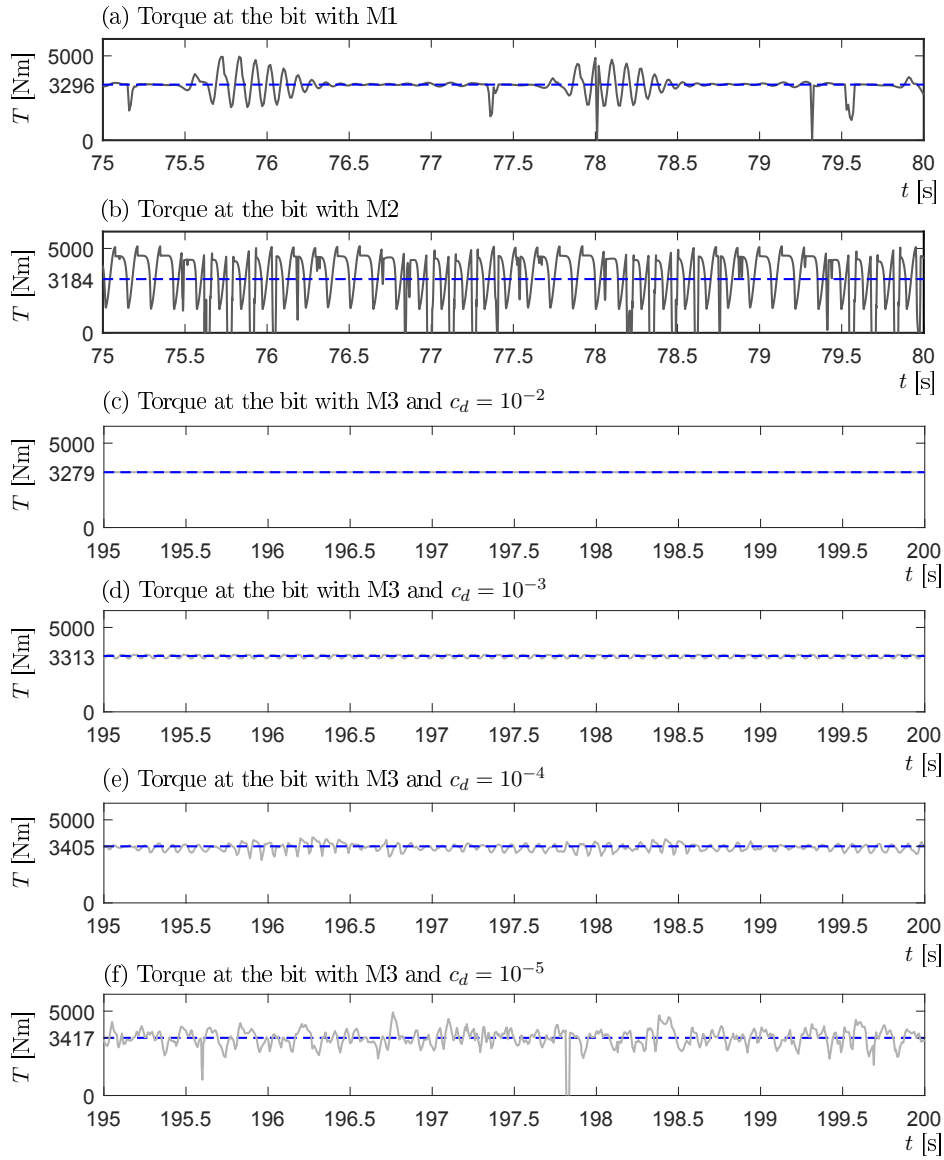 (a) Torque at the bit with M1
T [Nm]
5000
3296
0
75 75.5 76 76.5 77 77.5 78 78.5 79 79.5 80
t [s]
(b) Torque at the bit with M2
T [Nm]
5000
3184
0
75 75.5 76 76.5 77 77.5 78 78.5 79 79.5 80
t [s]
(c) Torque at the bit with M3 and c_d = 10^{-2}
T [Nm]
5000
3279
0
195 195.5 196 196.5 197 197.5 198 198.5 199 199.5 200
t [s]
(d) Torque at the bit with M3 and c_d = 10^{-3}
T [Nm]
5000
3313
0
195 195.5 196 196.5 197 197.5 198 198.5 199 199.5 200
t [s]
(e) Torque at the bit with M3 and c_d = 10^{-4}
T [Nm]
5000
3405
0
195 195.5 196 196.5 197 197.5 198 198.5 199 199.5 200
t [s]
(f) Torque at the bit with M3 and c_d = 10^{-5}
T [Nm]
5000
3417
0
195 195.5 196 196.5 197 197.5 198 198.5 199 199.5 200
t [s]